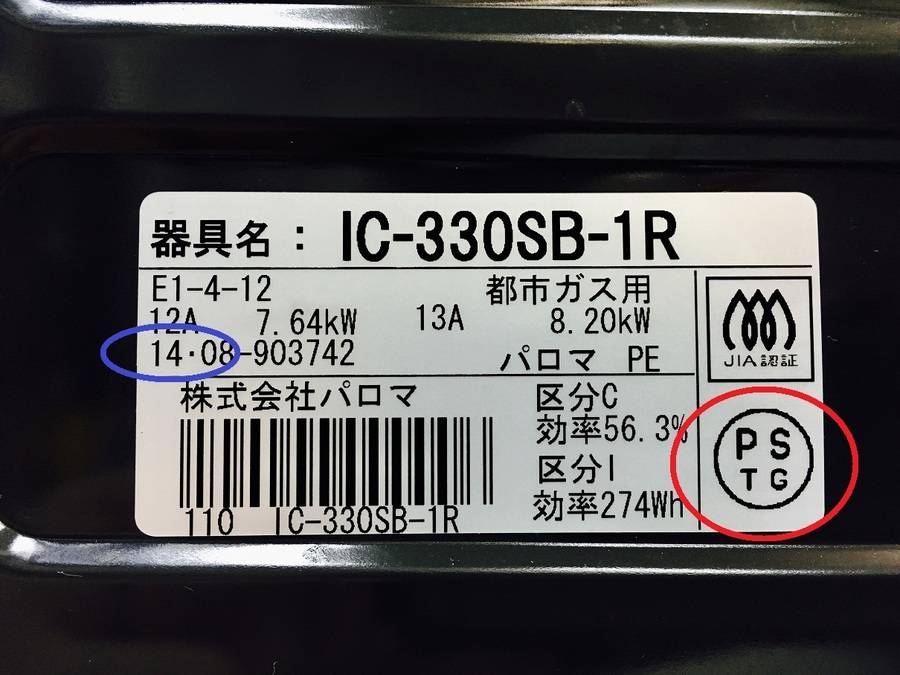 器具名： IC-330SB-1R
E1-4-12 都市ガス用
12A 7.64kW 13A 8.20kW
14・08-903742 パロマ PE
JIA認証
株式会社パロマ 区分C
効率56.3%
区分I
効率274Wh
110 IC-330SB-1R
PS
TG